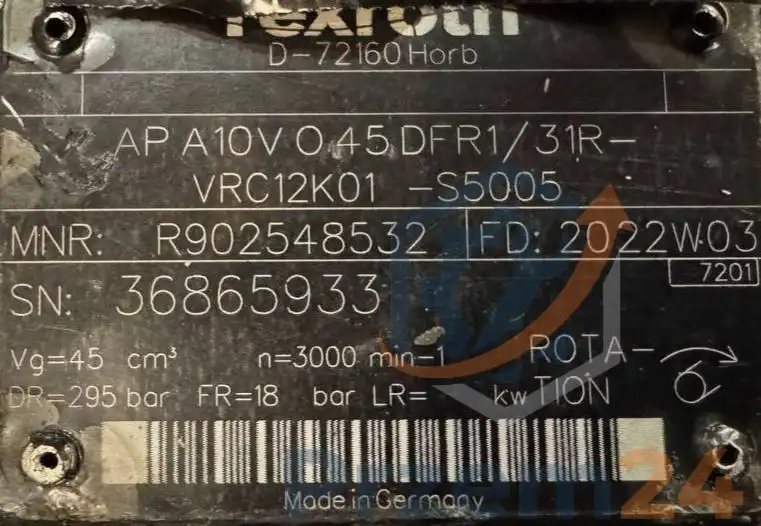 rexroth
D-72160 Horb
AP A10V O 45 DFR1/31R-
VRC12K01 -S5005
MNR: R902548532 FD: 2022W03
7201
SN: 36865933
Vg=45 cm³ n=3000 min-1 ROTA-
DR=295 bar FR=18 bar LR= kw TION
Made in Germany